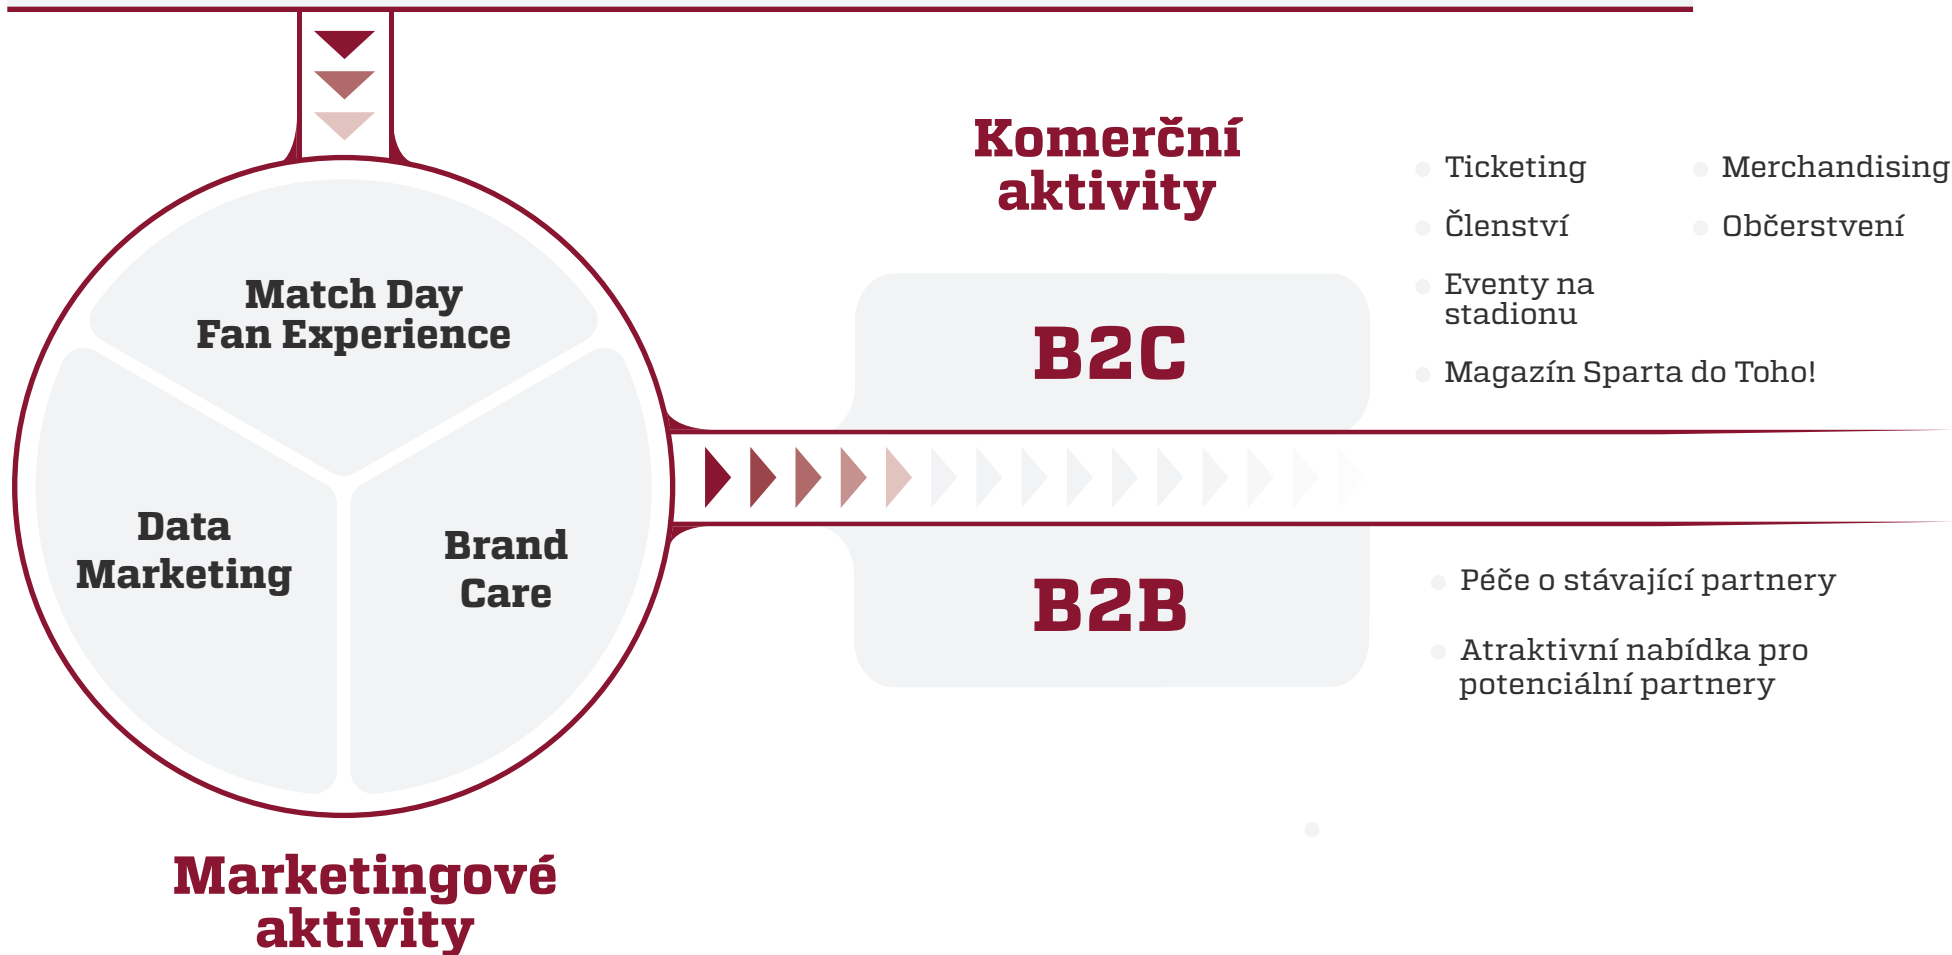 Match Day
Fan Experience
Data
Marketing
Brand
Care
Marketingové
aktivity
Komerční
aktivity
B2C
Ticketing
Členství
Eventy na
stadionu
Magazín Sparta do Toho!
Merchandising
Občerstvení
B2B
Péče o stávající partnery
Atraktivní nabídka pro
potenciální partnery